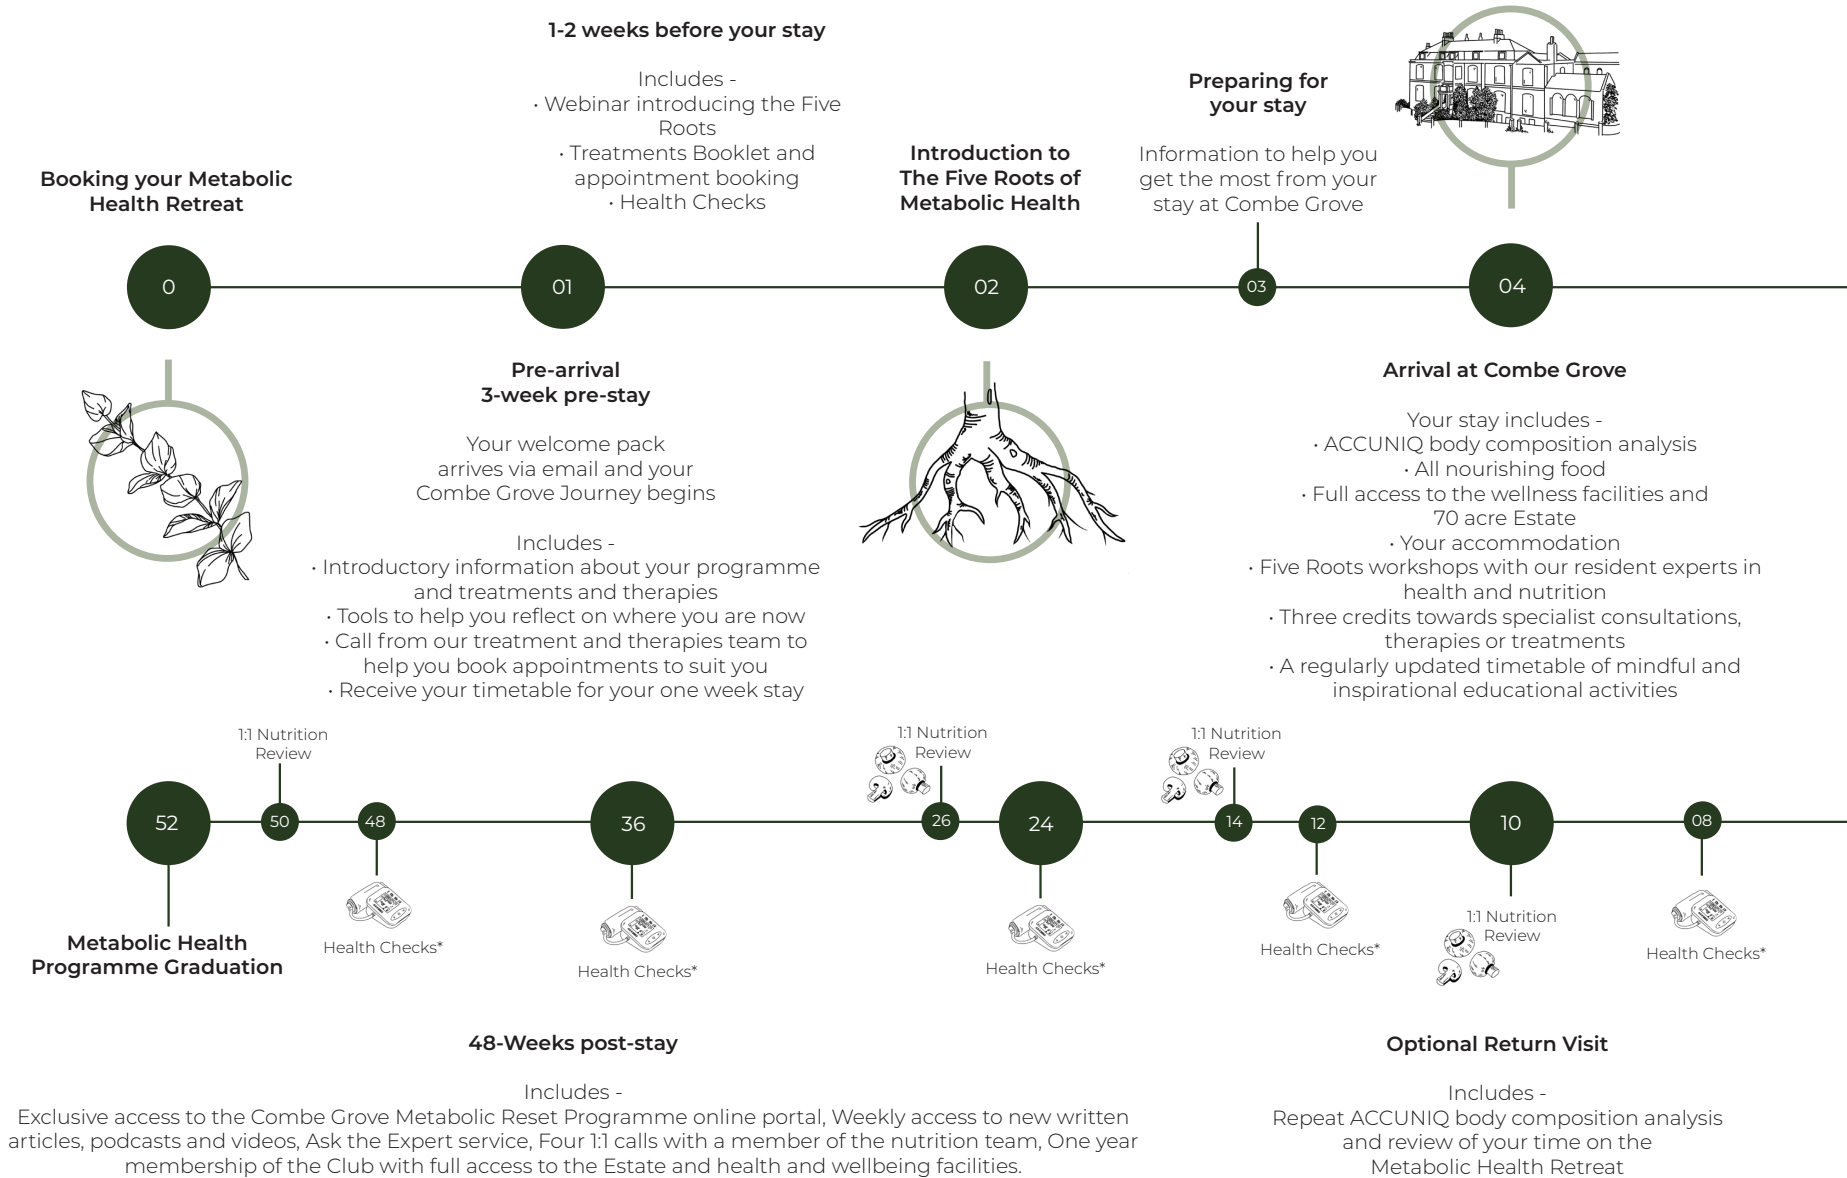 1-2 weeks before your stay
Includes -
· Webinar introducing the Five
Roots
· Treatments Booklet and
appointment booking
· Health Checks
Booking your Metabolic
Health Retreat
Introduction to
The Five Roots of
Metabolic Health
Preparing for
your stay
Information to help you
get the most from your
stay at Combe Grove
0
01
02
03
04
Pre-arrival
3-week pre-stay
Your welcome pack
arrives via email and your
Combe Grove Journey begins
Includes -
· Introductory information about your programme
and treatments and therapies
· Tools to help you reflect on where you are now
· Call from our treatment and therapies team to
help you book appointments to suit you
· Receive your timetable for your one week stay
Arrival at Combe Grove
Your stay includes -
· ACCUNIQ body composition analysis
· All nourishing food
· Full access to the wellness facilities and
70 acre Estate
· Your accommodation
· Five Roots workshops with our resident experts in
health and nutrition
· Three credits towards specialist consultations,
therapies or treatments
· A regularly updated timetable of mindful and
inspirational educational activities
1:1 Nutrition
Review
1:1 Nutrition
Review
1:1 Nutrition
Review
52
50
48
36
26
24
14
12
10
08
Metabolic Health
Programme Graduation
Health Checks*
Health Checks*
Health Checks*
Health Checks*
1:1 Nutrition
Review
Health Checks*
48-Weeks post-stay
Includes -
Exclusive access to the Combe Grove Metabolic Reset Programme online portal, Weekly access to new written
articles, podcasts and videos, Ask the Expert service, Four 1:1 calls with a member of the nutrition team, One year
membership of the Club with full access to the Estate and health and wellbeing facilities.
Optional Return Visit
Includes -
Repeat ACCUNIQ body composition analysis
and review of your time on the
Metabolic Health Retreat